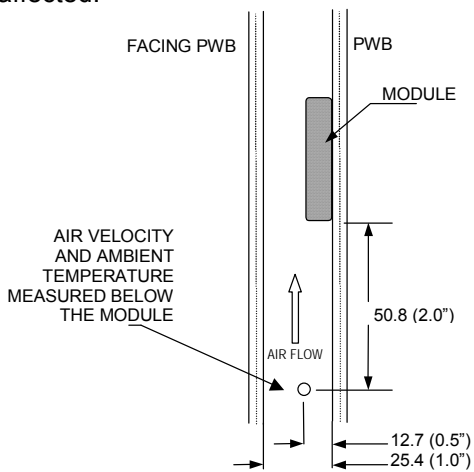 FACING PWB
PWB
MODULE
AIR VELOCITY
AND AMBIENT
TEMPERATURE
MEASURED BELOW
THE MODULE
AIR FLOW
50.8 (2.0”)
12.7 (0.5”)
25.4 (1.0”)